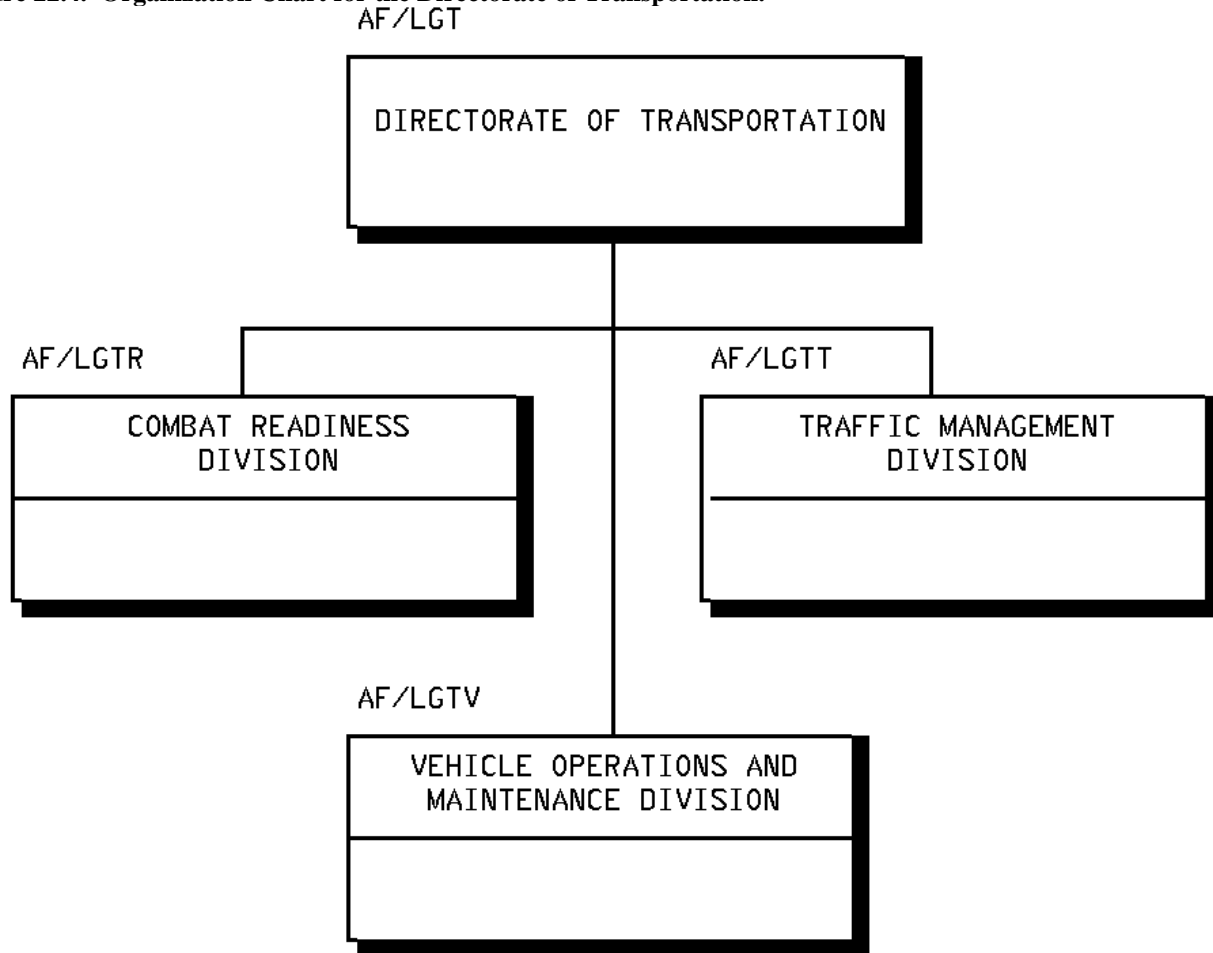 Organization Chart for the Directorate of Transportation.
AF/LGT
DIRECTORATE OF TRANSPORTATION
AF/LGTR
COMBAT READINESS
DIVISION
AF/LGTT
TRAFFIC MANAGEMENT
DIVISION
AF/LGTV
VEHICLE OPERATIONS AND
MAINTENANCE DIVISION